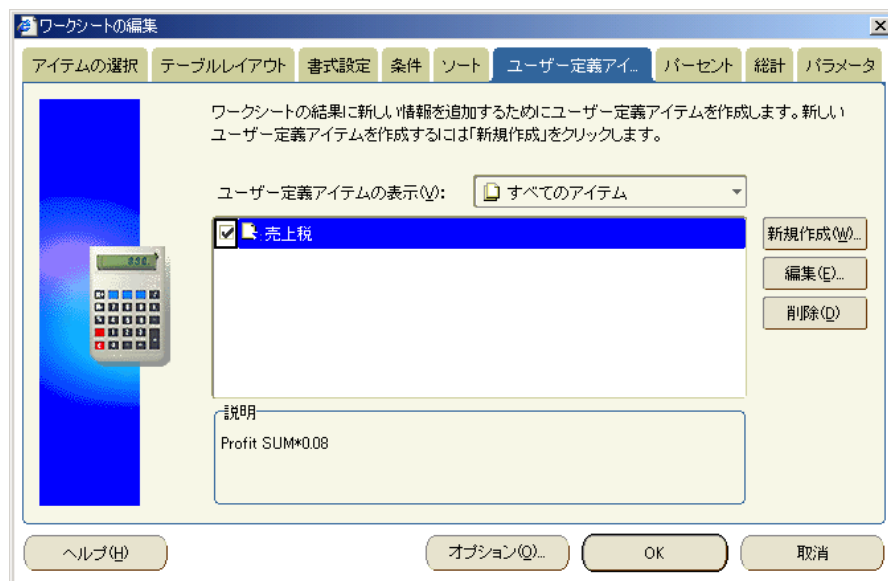 ワークシートの編集
アイテムの選択 テーブルレイアウト 書式設定 条件 ソート ユーザー定義アイ... パーセント 総計 パラメータ
ワークシートの結果に新しい情報を追加するためにユーザー定義アイテムを作成します。新しい
ユーザー定義アイテムを作成するには「新規作成」をクリックします。
ユーザー定義アイテムの表示(V): すべてのアイテム
売上税
新規作成(W)...
編集(E)...
削除(D)
説明
Profit SUM*0.08
ヘルプ(H) オプション(O)... OK 取消